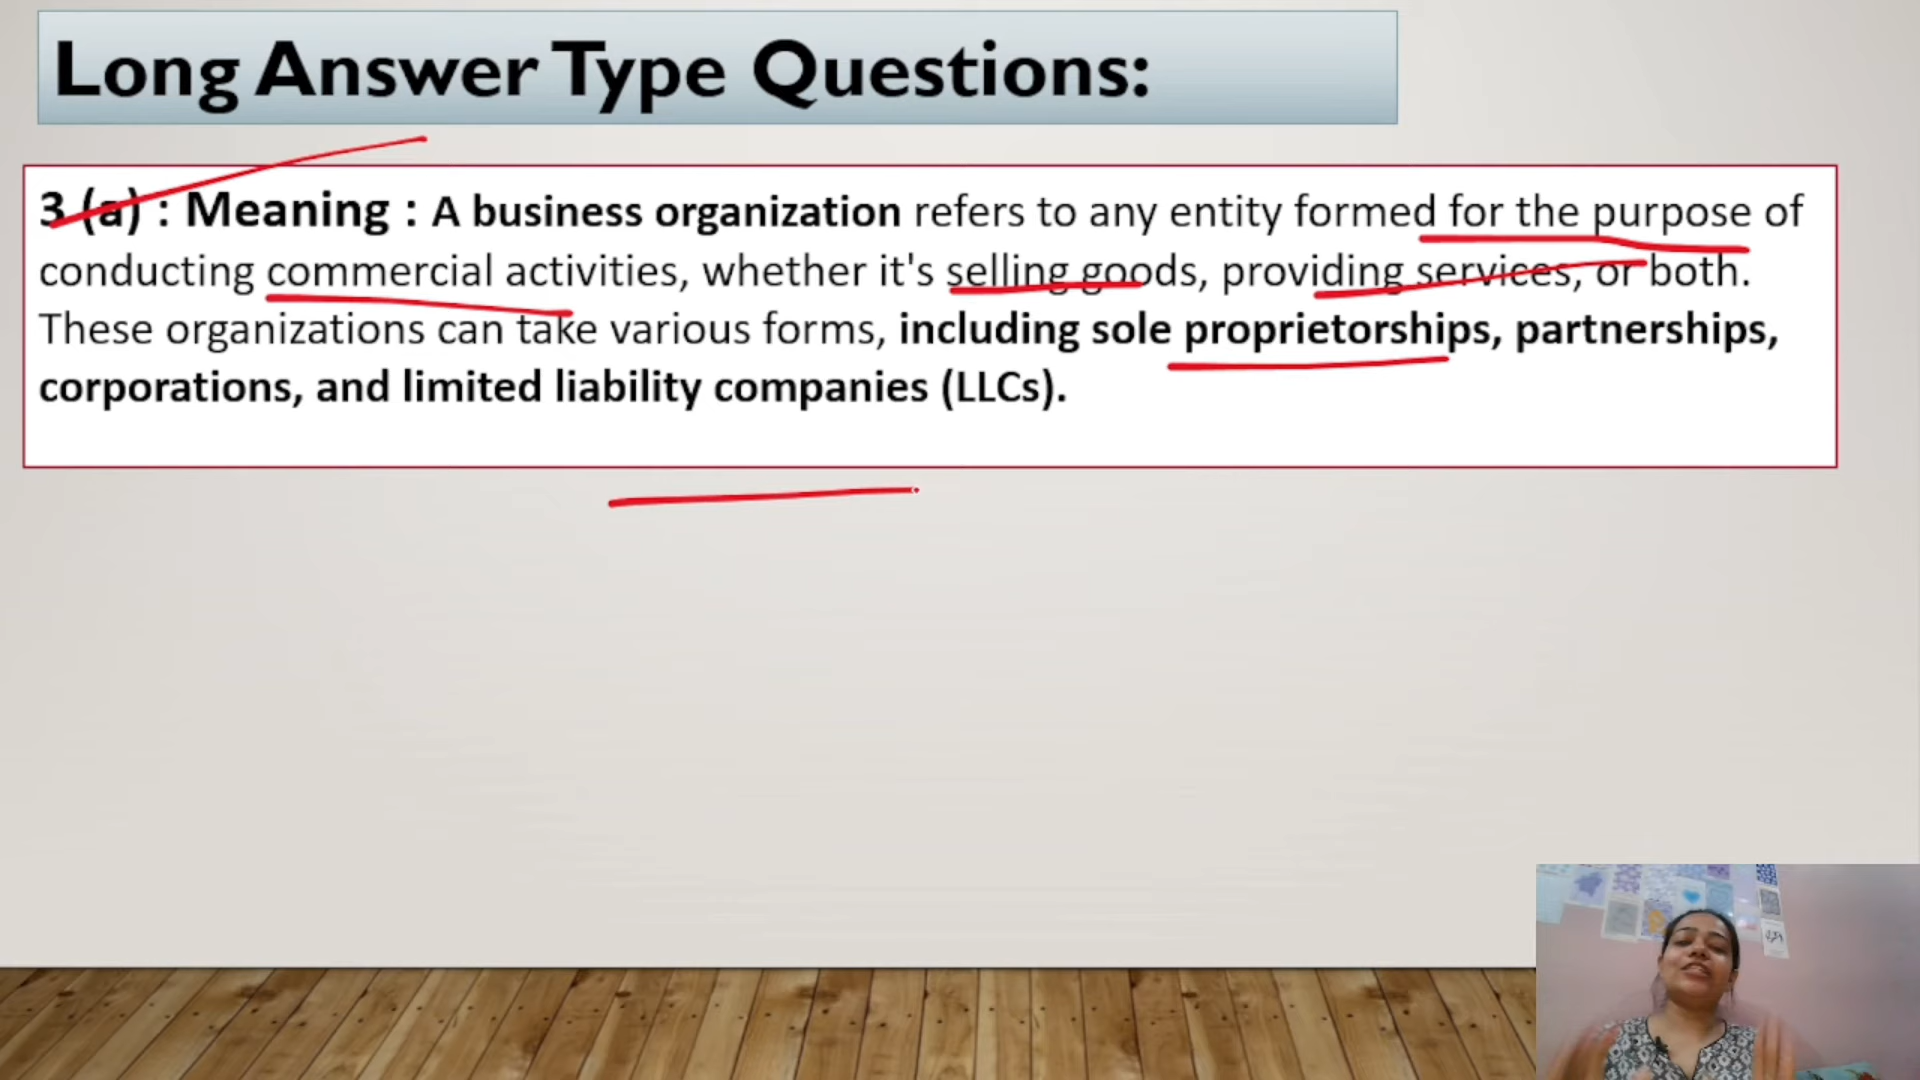 Long Answer Type Questions:
3 (a) : Meaning : A business organization refers to any entity formed for the purpose of
conducting commercial activities, whether it's selling goods, providing services, or both.
These organizations can take various forms, including sole proprietorships, partnerships,
corporations, and limited liability companies (LLCs).